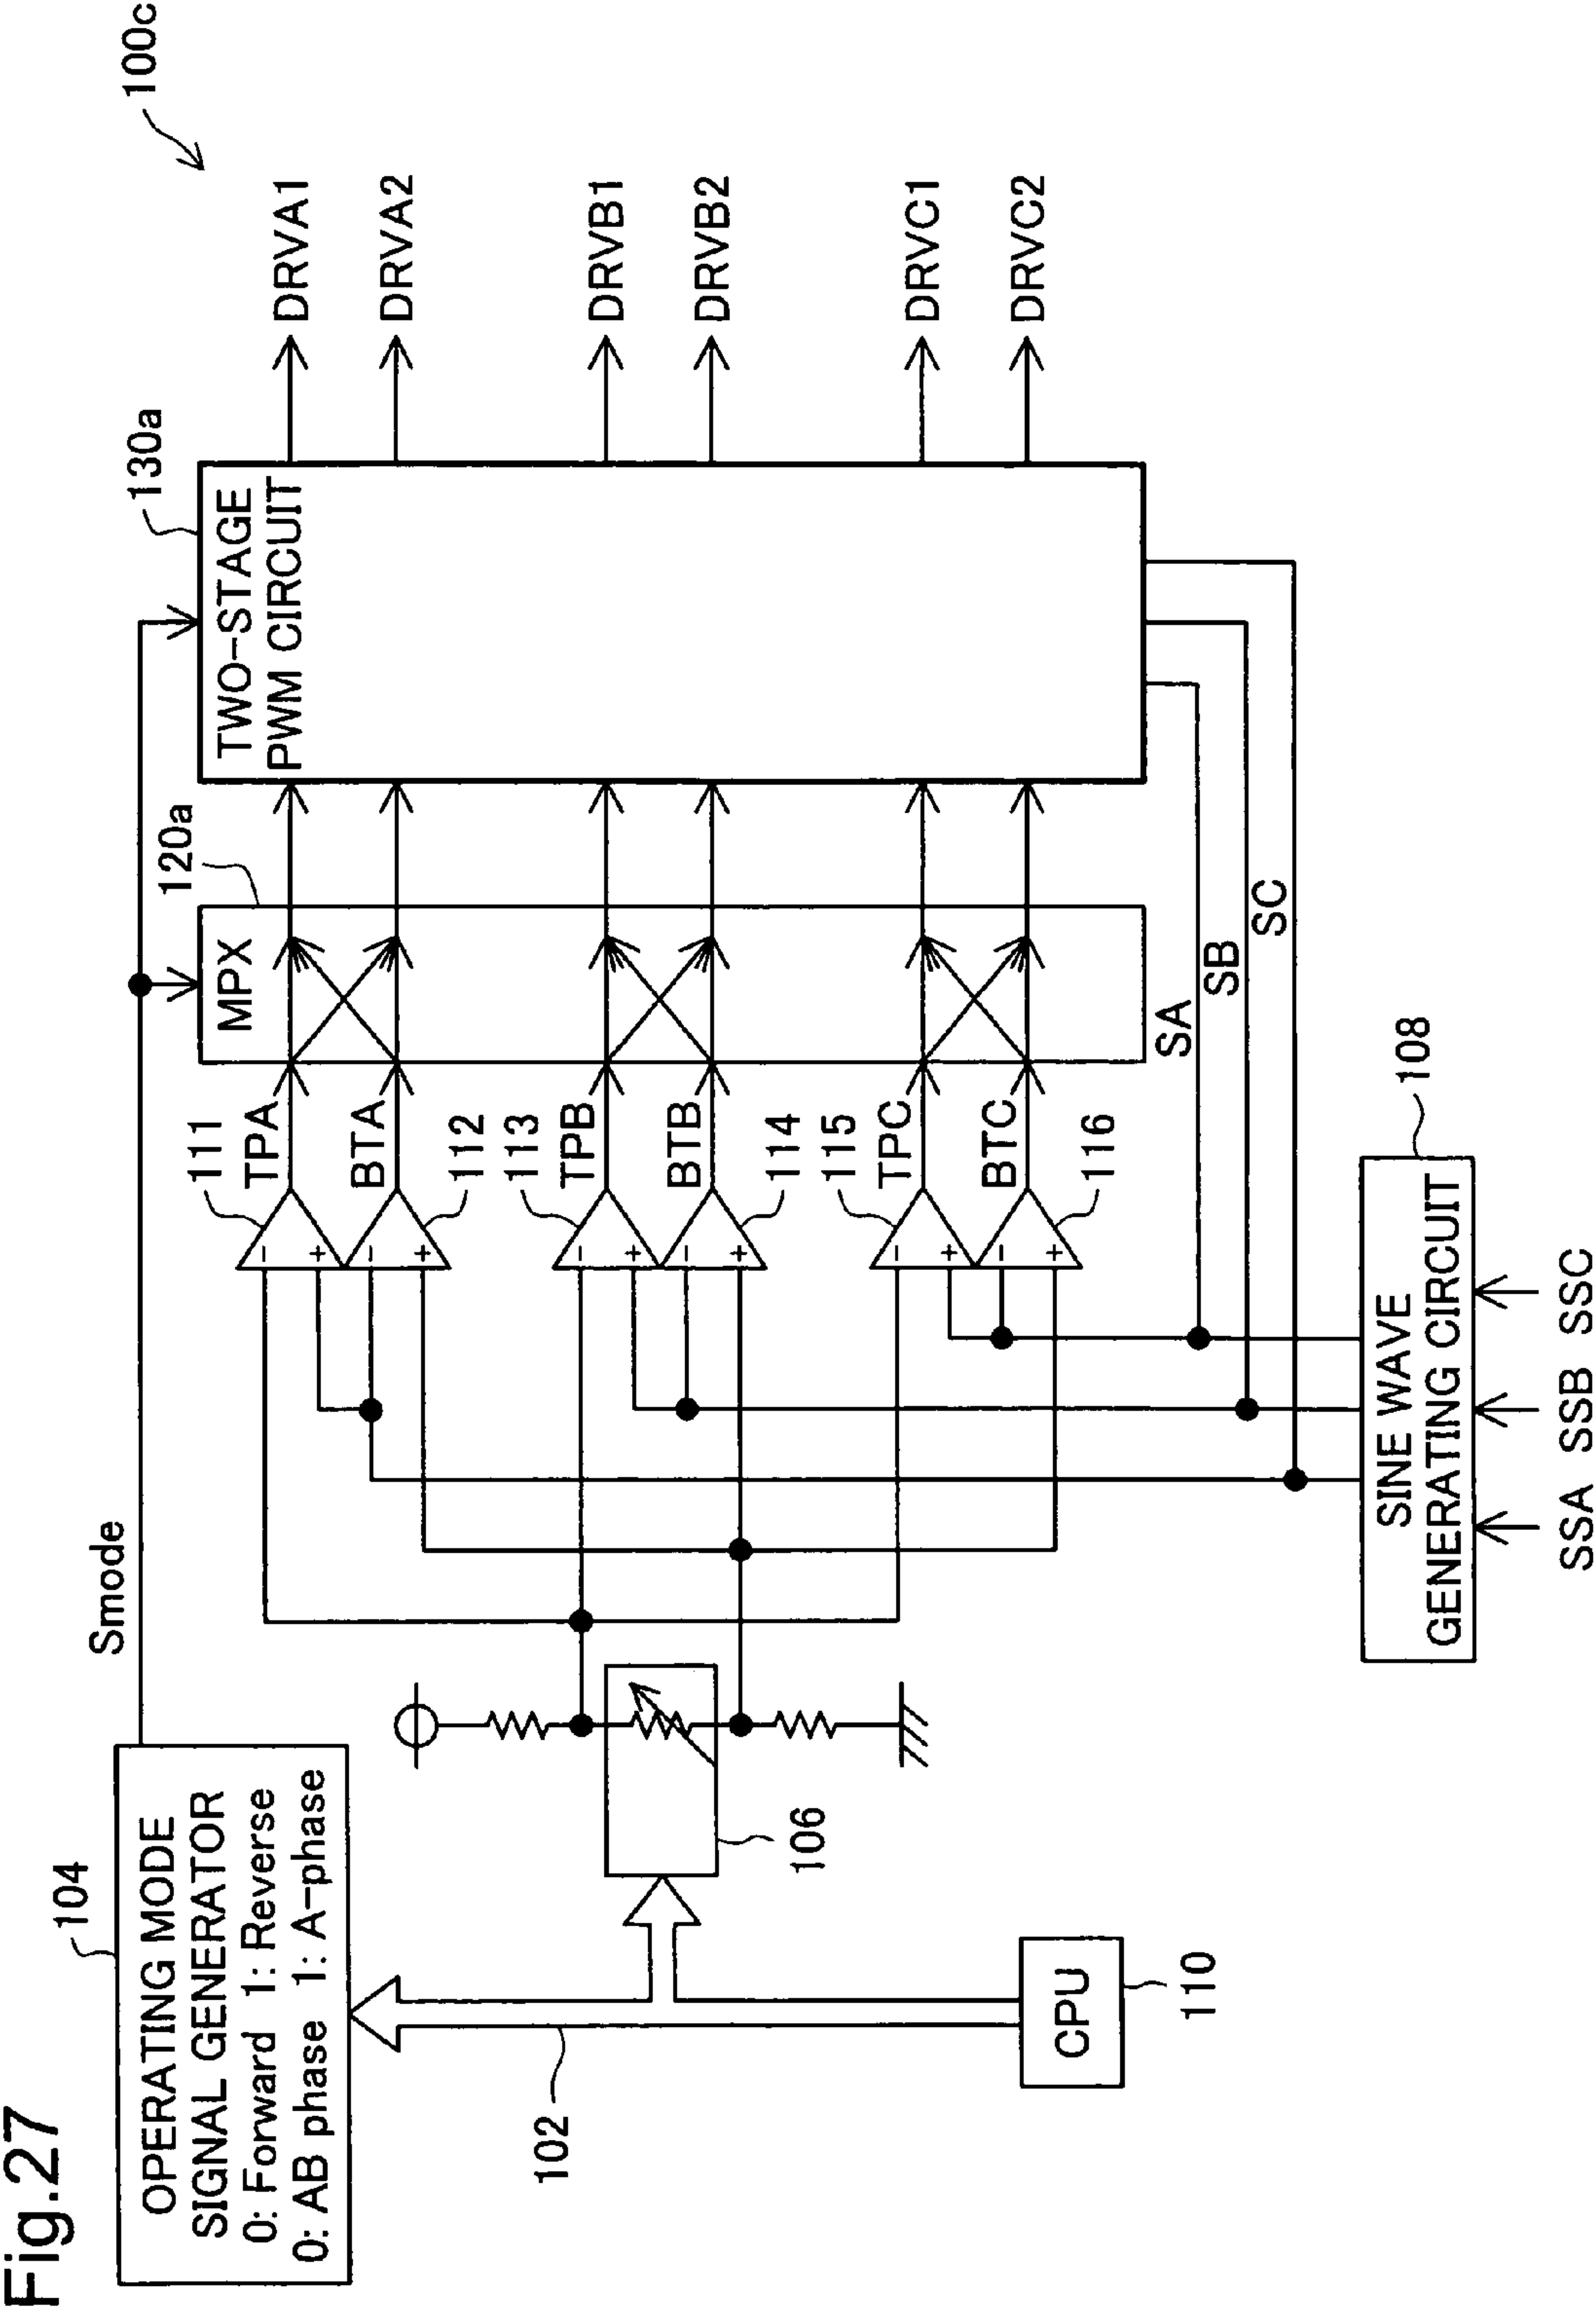 Fig.27
100c
104
OPERATING MODE
SIGNAL GENERATOR
0: Forward 1: Reverse
0: AB phase 1: A-phase
Smode
120a
MPX
130a
TWO-STAGE
PWM CIRCUIT
DRVA1
DRVA2
DRVB1
DRVB2
DRVC1
DRVC2
111
TPA
BTA
112
113
TPB
BTB
114
115
TPC
BTC
116
-
+
-
+
-
+
-
+
-
+
-
+
102
106
CPU
110
SA
SB
SC
108
SINE WAVE
GENERATING CIRCUIT
SSA SSB SSC